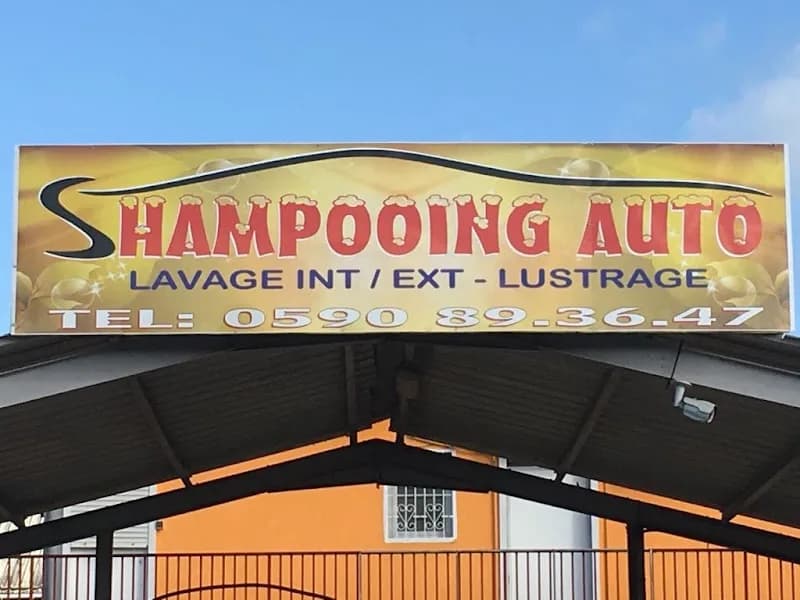 SHAMPOOING AUTO
LAVAGE INT / EXT - LUSTRAGE
TEL: 0590 89.36.47